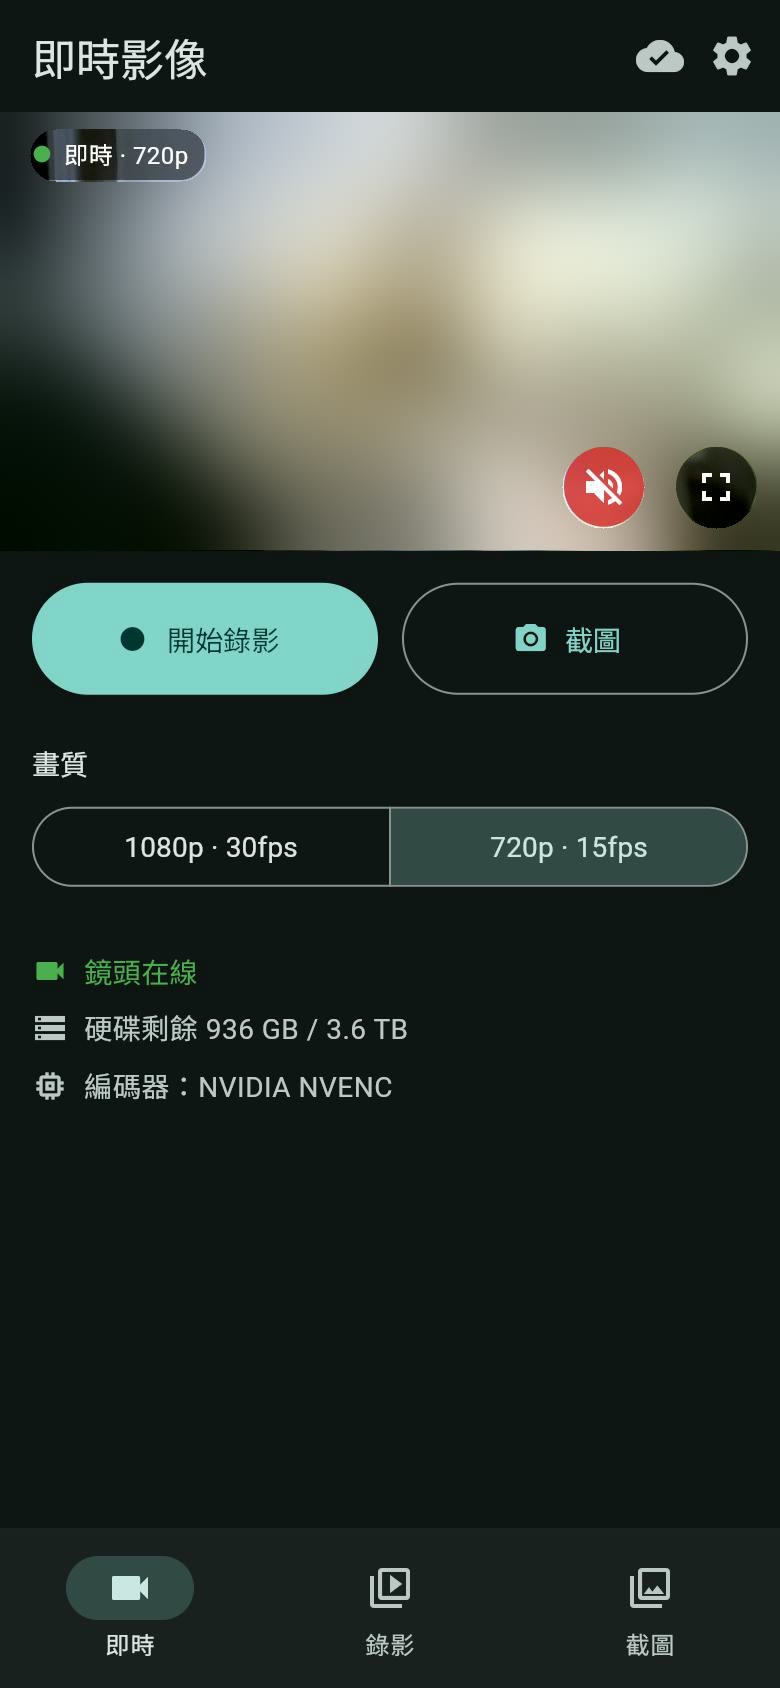 即時影像
即時 · 720p
開始錄影
截圖
畫質
1080p · 30fps
720p · 15fps
鏡頭在線
硬碟剩餘 936 GB / 3.6 TB
編碼器：NVIDIA NVENC
即時
錄影
截圖